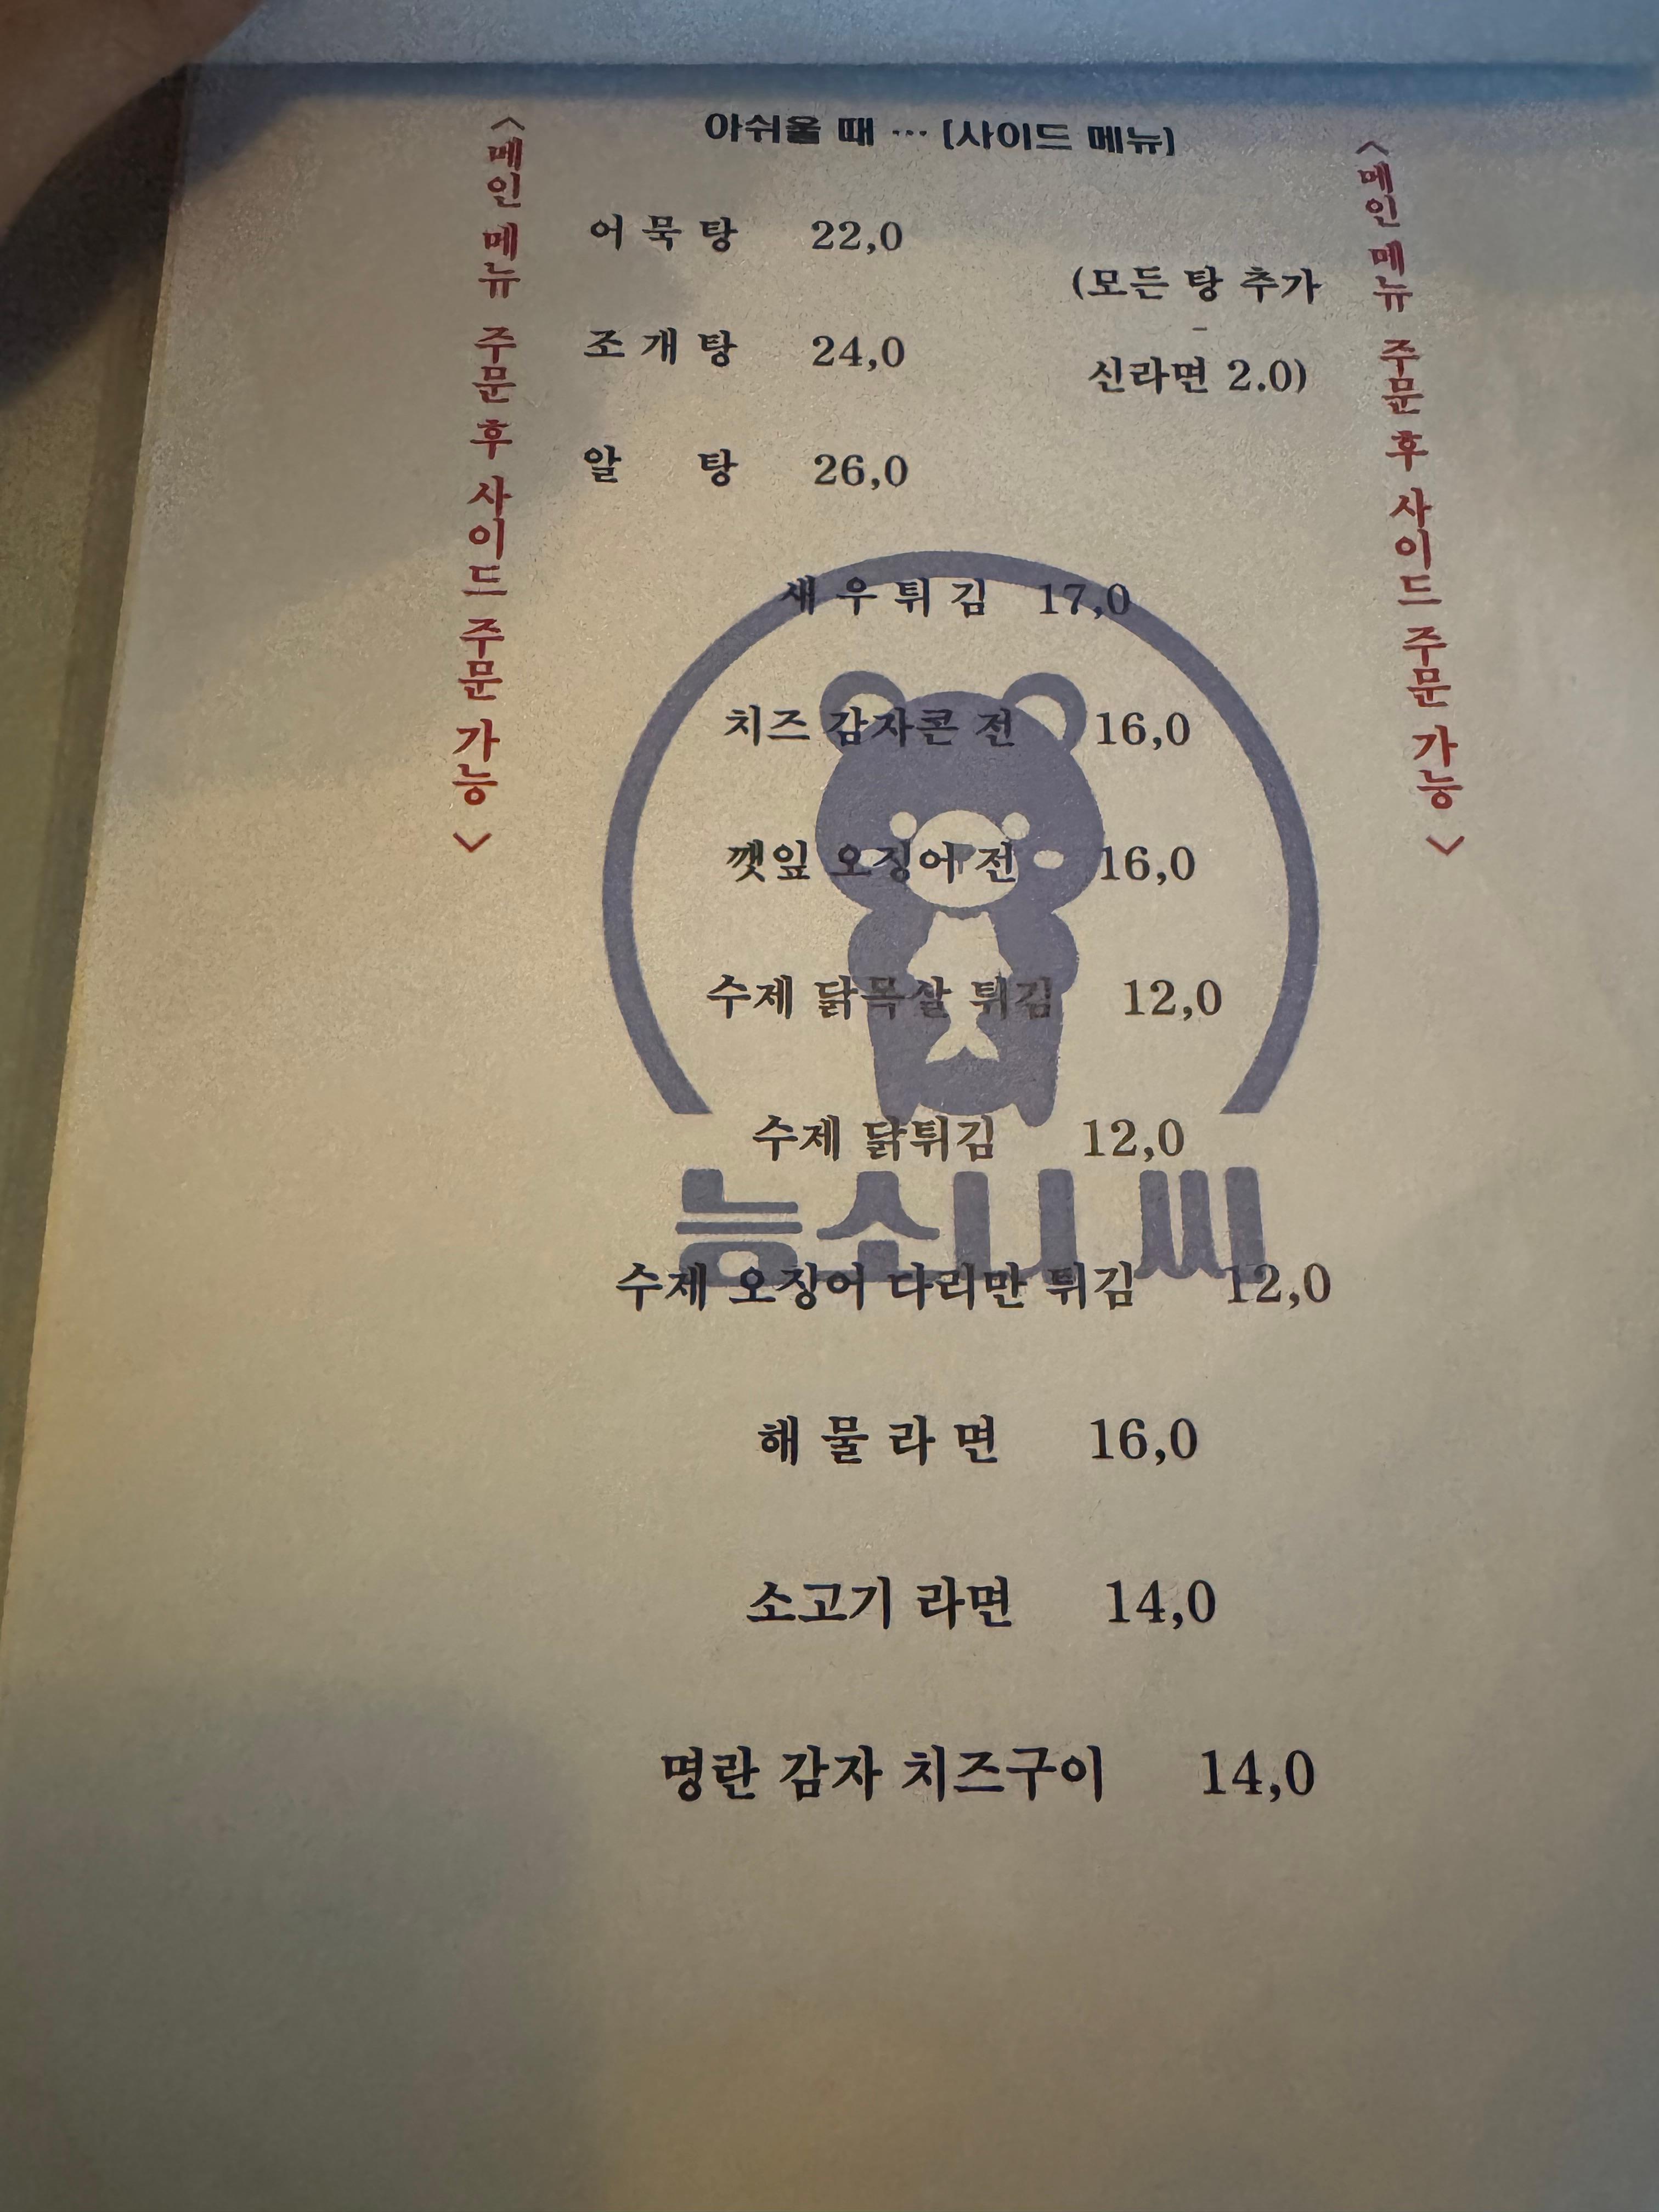 아쉬울 때 ··· [사이드 메뉴]
<메인 메뉴 주문 후 사이드 주문 가능>
<메인 메뉴 주문 후 사이드 주문 가능>
어 묵 탕 22,0
(모든 탕 추가
-
신라면 2.0)
조 개 탕 24,0
알 탕 26,0
새 우 튀 김 17,0
치즈 감자콘 전 16,0
깻잎 오징어 전 16,0
수제 닭목살 튀김 12,0
수제 닭튀김 12,0
능소니 씨
수제 오징어 다리만 튀김 12,0
해 물 라 면 16,0
소고기 라면 14,0
명란 감자 치즈구이 14,0